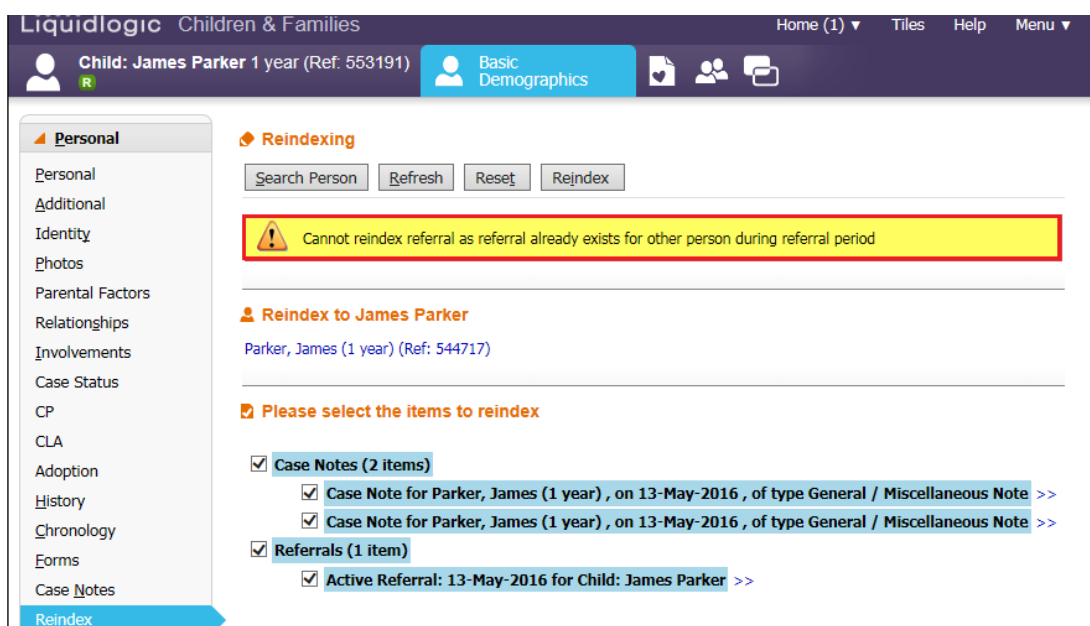 Liquidlogic Children & Families
Home (1) ▼ Tiles Help Menu ▼
Child: James Parker 1 year (Ref: 553191)
R
Basic
Demographics
Personal
Personal
Additional
Identity
Photos
Parental Factors
Relationships
Involvements
Case Status
CP
CLA
Adoption
History
Chronology
Forms
Case Notes
Reindex
Reindexing
Search Person Refresh Reset Reindex
Cannot reindex referral as referral already exists for other person during referral period
Reindex to James Parker
Parker, James (1 year) (Ref: 544717)
Please select the items to reindex
Case Notes (2 items)
Case Note for Parker, James (1 year) , on 13-May-2016 , of type General / Miscellaneous Note >>
Case Note for Parker, James (1 year) , on 13-May-2016 , of type General / Miscellaneous Note >>
Referrals (1 item)
Active Referral: 13-May-2016 for Child: James Parker >>